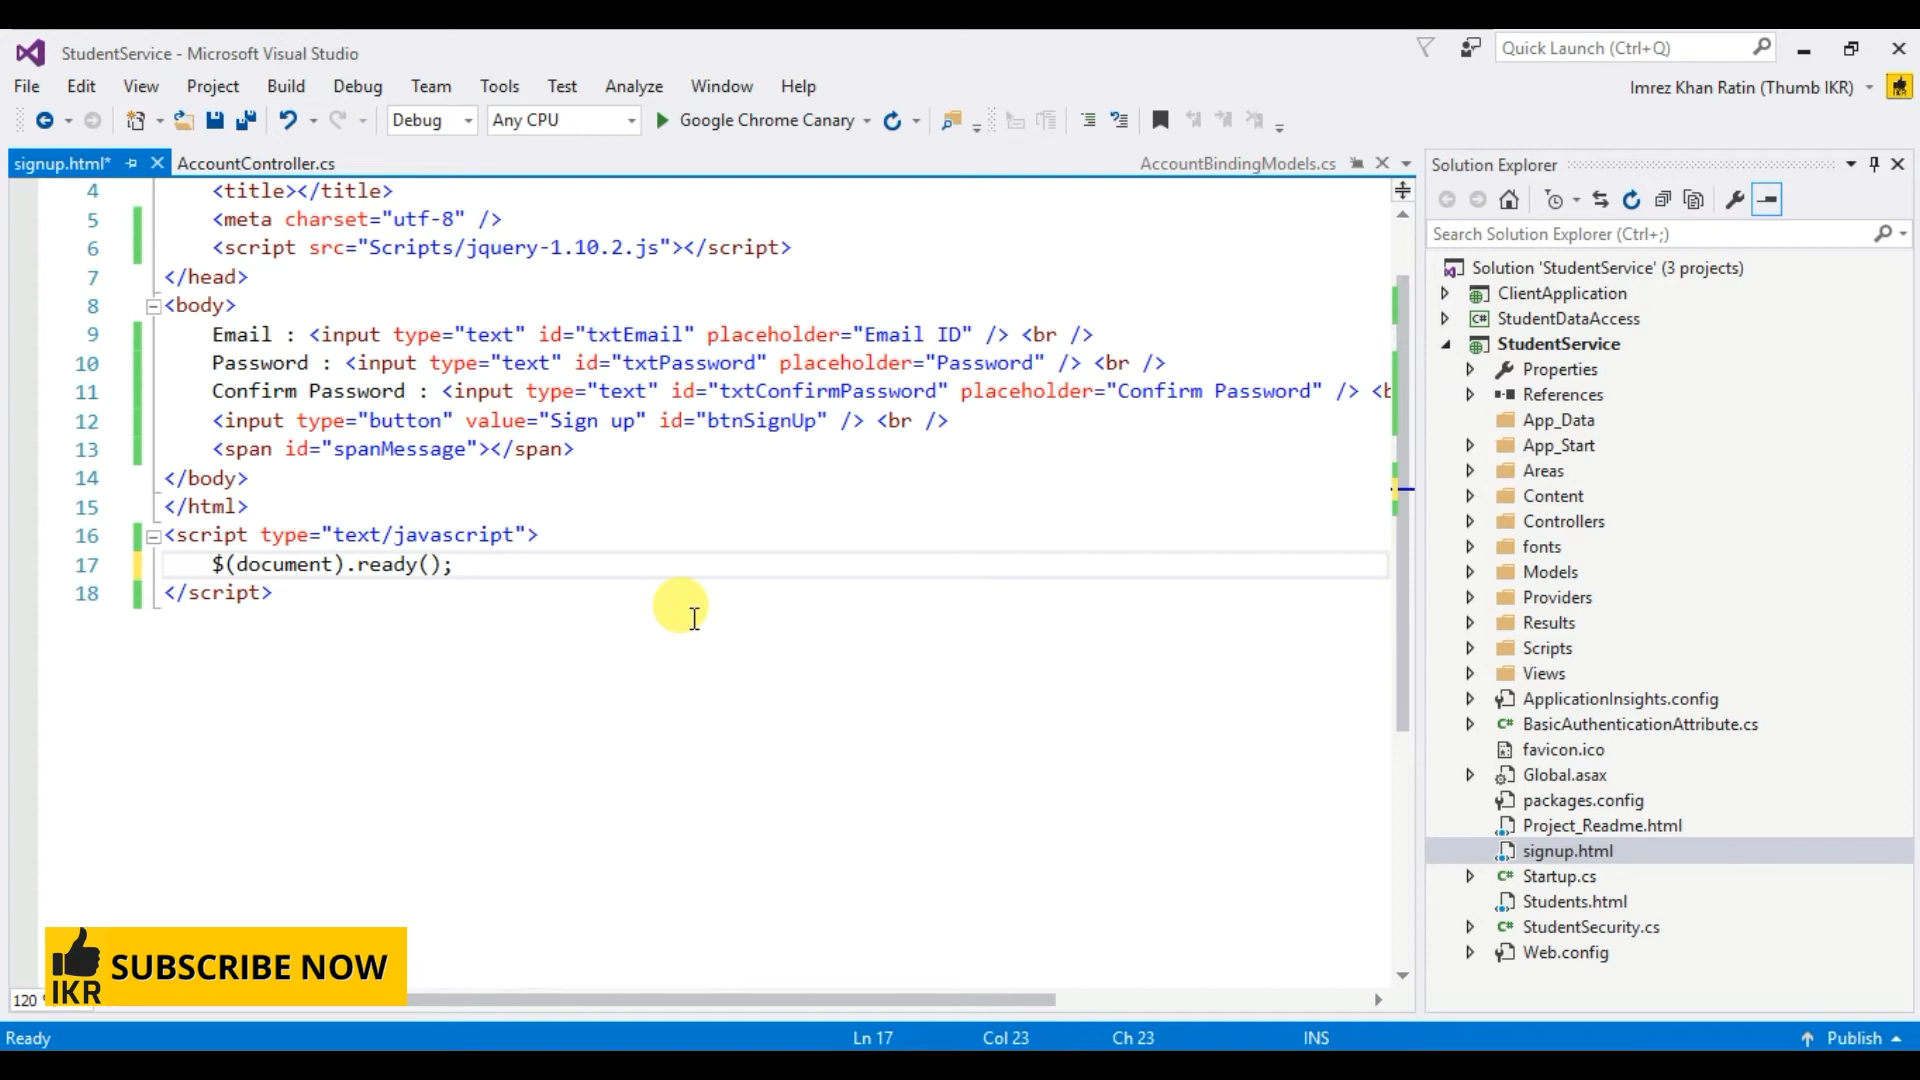 StudentService - Microsoft Visual Studio
Quick Launch (Ctrl+Q)
File Edit View Project Build Debug Team Tools Test Analyze Window Help
Imrez Khan Ratin (Thumb IKR)
IKR
Debug Any CPU Google Chrome Canary
signup.html* AccountController.cs AccountBindingModels.cs
4 <title></title>
5 <meta charset="utf-8" />
6 <script src="Scripts/jquery-1.10.2.js"></script>
7 </head>
8 <body>
9 Email : <input type="text" id="txtEmail" placeholder="Email ID" /> <br />
10 Password : <input type="text" id="txtPassword" placeholder="Password" /> <br />
11 Confirm Password : <input type="text" id="txtConfirmPassword" placeholder="Confirm Password" /> <b
12 <input type="button" value="Sign up" id="btnSignUp" /> <br />
13 <span id="spanMessage"></span>
14 </body>
15 </html>
16 <script type="text/javascript">
17 $(document).ready();
18 </script>
Solution Explorer
Search Solution Explorer (Ctrl+;)
Solution 'StudentService' (3 projects)
ClientApplication
C# StudentDataAccess
StudentService
Properties
References
App_Data
App_Start
Areas
Content
Controllers
fonts
Models
Providers
Results
Scripts
Views
ApplicationInsights.config
C# BasicAuthenticationAttribute.cs
favicon.ico
Global.asax
packages.config
Project_Readme.html
signup.html
C# Startup.cs
Students.html
C# StudentSecurity.cs
Web.config
IKR SUBSCRIBE NOW
120 %
Ready Ln 17 Col 23 Ch 23 INS Publish